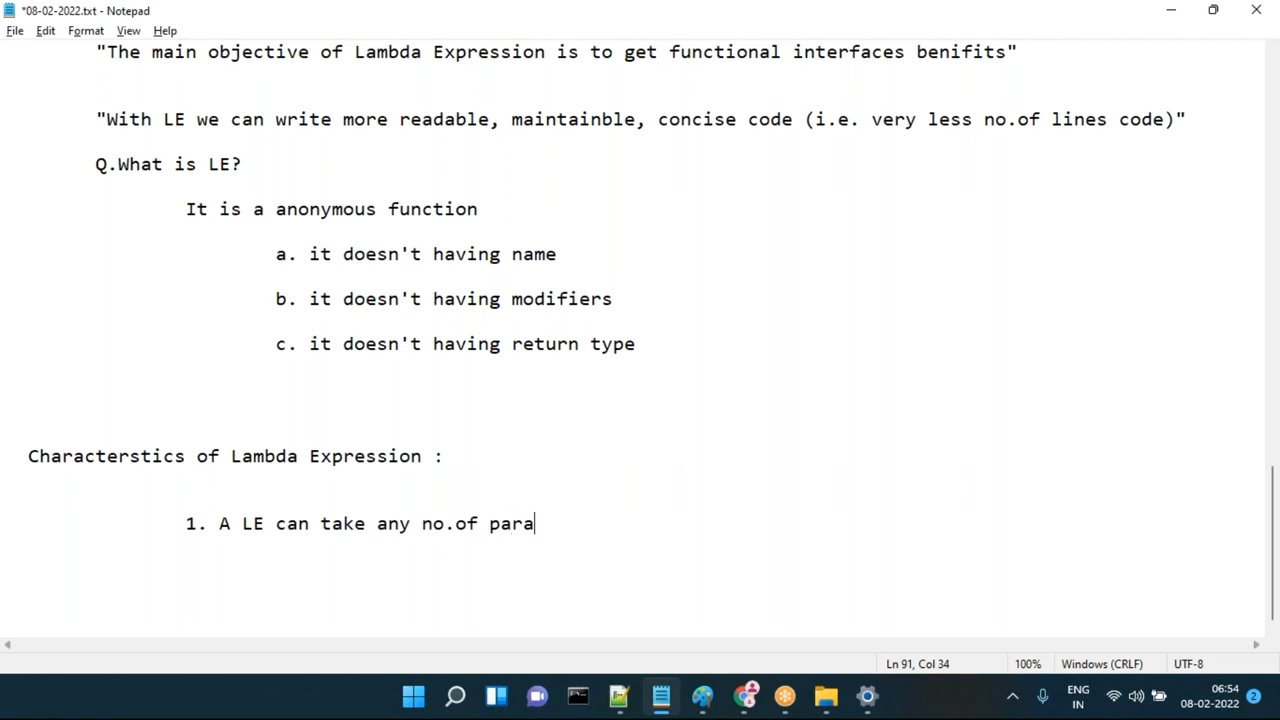 *08-02-2022.txt - Notepad
File Edit Format View Help
"The main objective of Lambda Expression is to get functional interfaces benifits"
"With LE we can write more readable, maintainble, concise code (i.e. very less no.of lines code)"
Q.What is LE?
It is a anonymous function
a. it doesn't having name
b. it doesn't having modifiers
c. it doesn't having return type
Characterstics of Lambda Expression :
1. A LE can take any no.of para
Ln 91, Col 34 100% Windows (CRLF) UTF-8
ENG
IN
06:54
08-02-2022
2